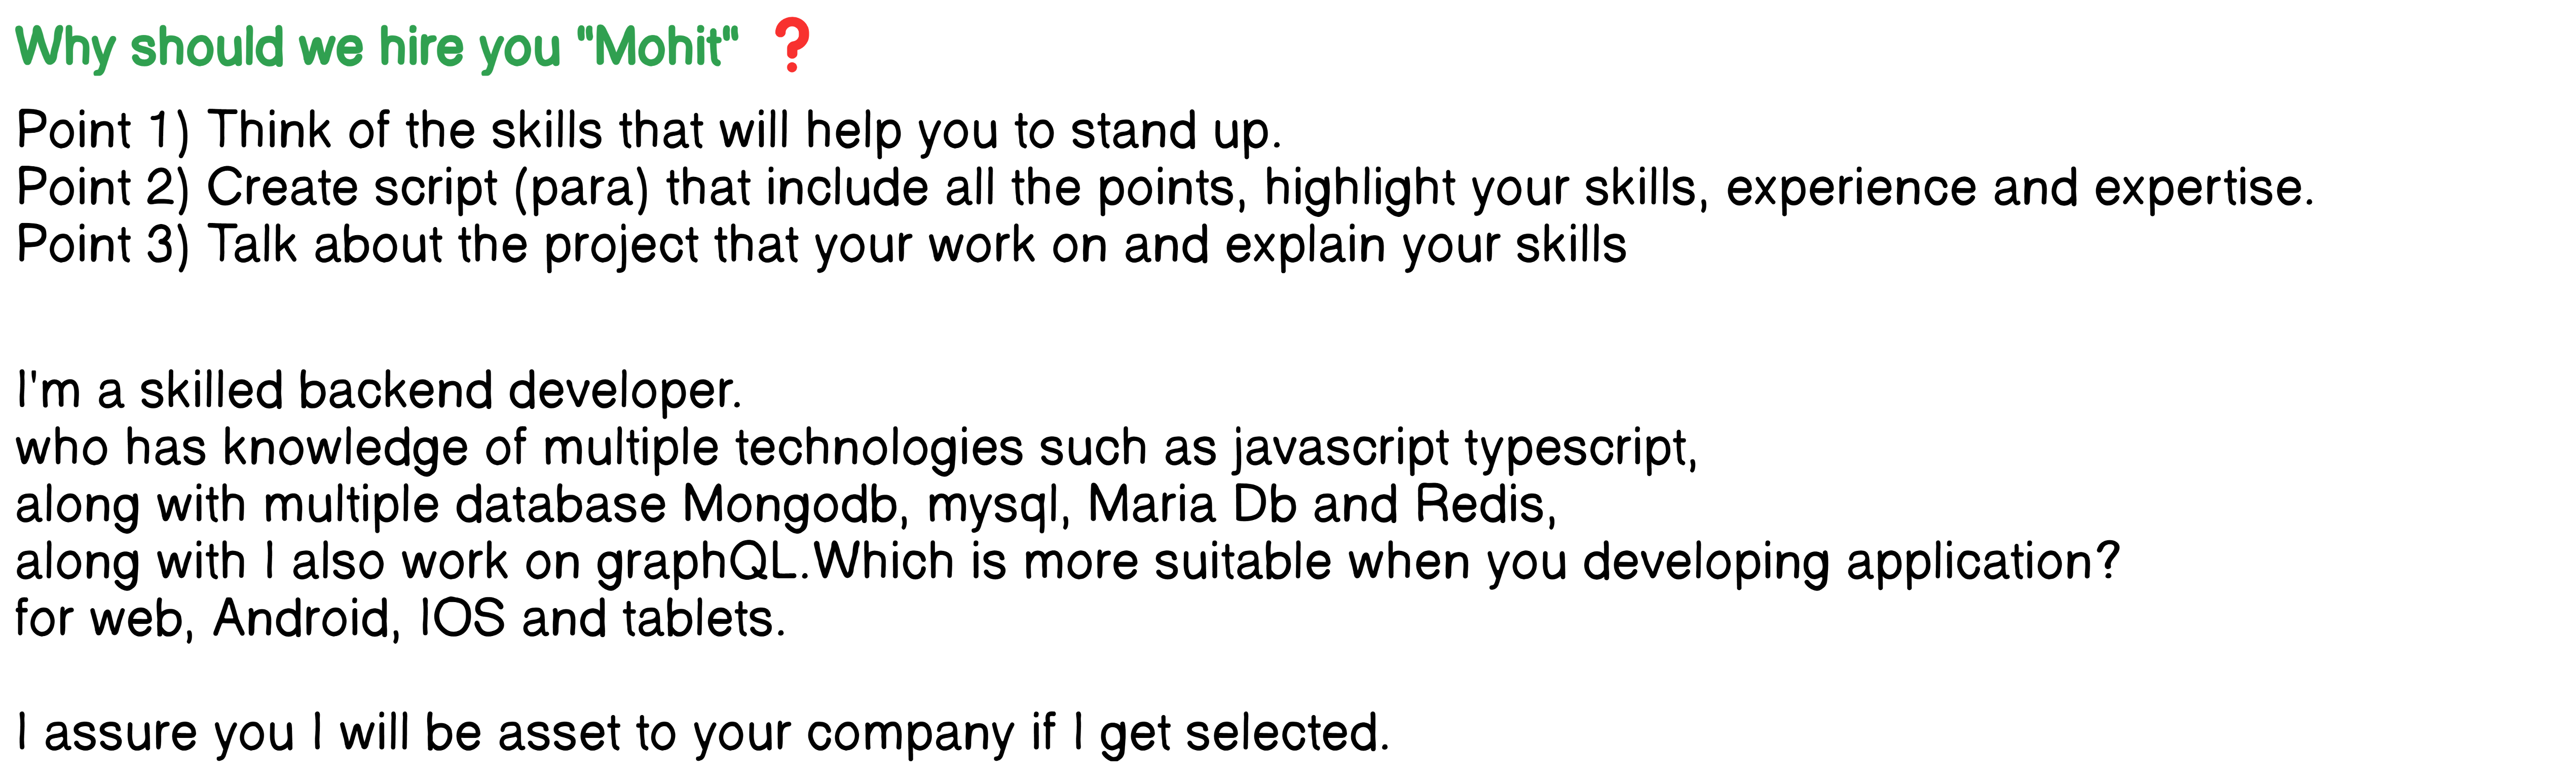 Why should we hire you "Mohit" ❓
Point 1) Think of the skills that will help you to stand up.
Point 2) Create script (para) that include all the points, highlight your skills, experience and expertise.
Point 3) Talk about the project that your work on and explain your skills
I'm a skilled backend developer.
who has knowledge of multiple technologies such as javascript typescript,
along with multiple database Mongodb, mysql, Maria Db and Redis,
along with I also work on graphQL.Which is more suitable when you developing application?
for web, Android, IOS and tablets.
I assure you I will be asset to your company if I get selected.